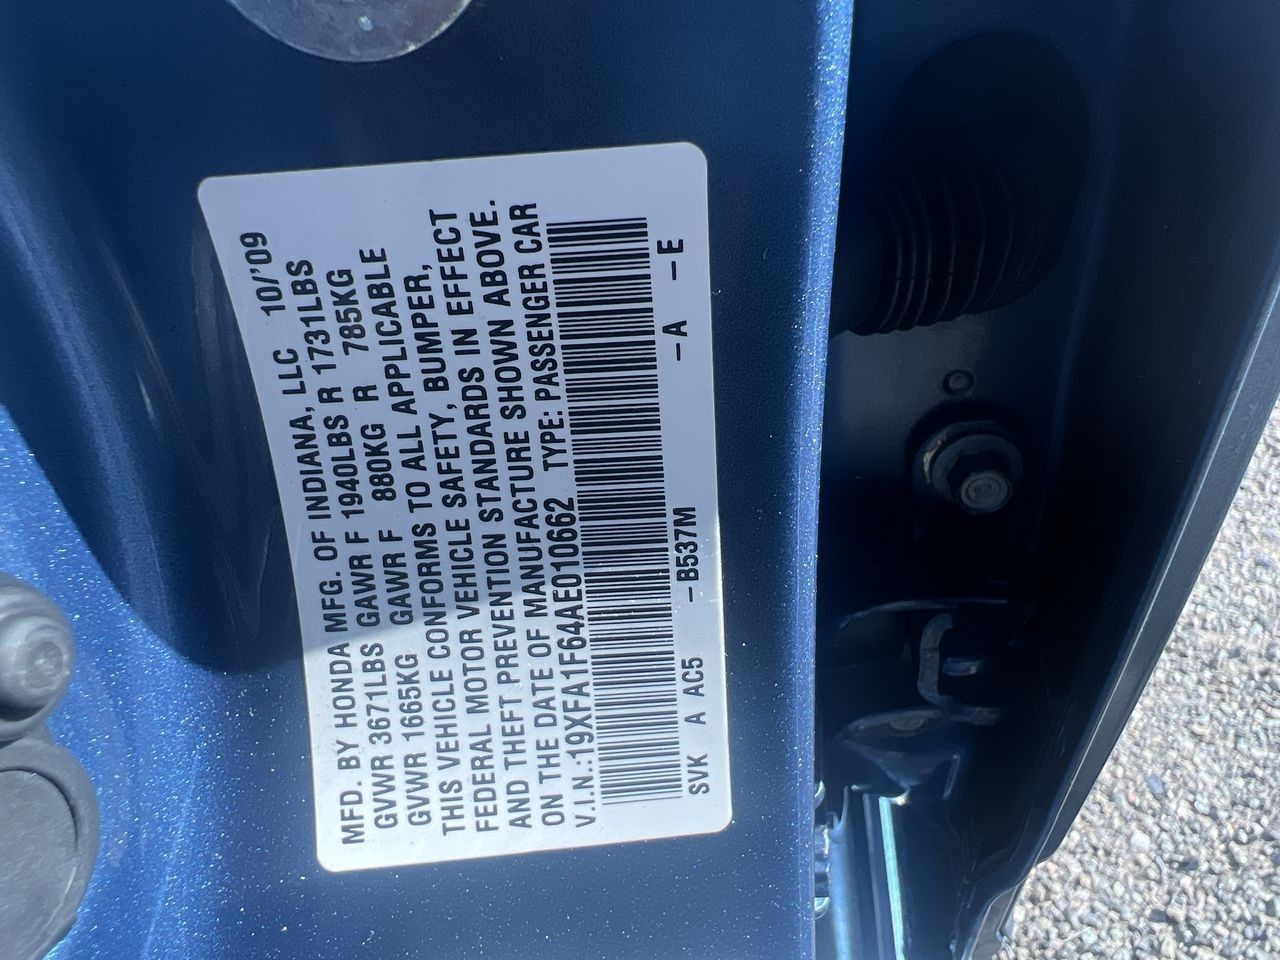 MFD. BY HONDA MFG. OF INDIANA, LLC 10/'09
GVWR 3671LBS GAWR F 1940LBS R 1731LBS
GVWR 1665KG GAWR F 880KG R 785KG
THIS VEHICLE CONFORMS TO ALL APPLICABLE
FEDERAL MOTOR VEHICLE SAFETY, BUMPER,
AND THEFT PREVENTION STANDARDS IN EFFECT
ON THE DATE OF MANUFACTURE SHOWN ABOVE.
V.I.N.:19XFA1F64AE010662 TYPE: PASSENGER CAR
SVK A AC5 -B537M -A -E